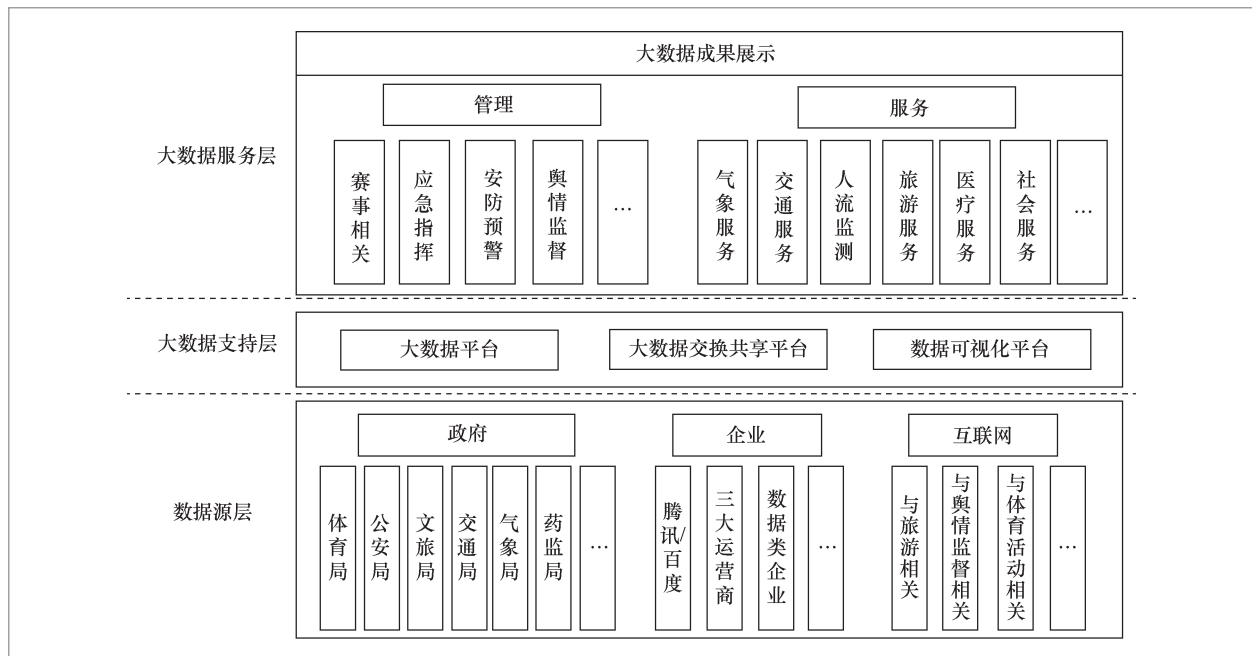 大数据成果展示
管理
服务
大数据服务层
赛事相关
应急指挥
安防预警
舆情监督
…
气象服务
交通服务
人流监测
旅游服务
医疗服务
社会服务
…
大数据支持层
大数据平台
大数据交换共享平台
数据可视化平台
政府
企业
互联网
数据源层
体育局
公安局
文旅局
交通局
气象局
药监局
…
腾讯/百度
三大运营商
数据类企业
…
与旅游相关
与舆情监督相关
与体育活动相关
…